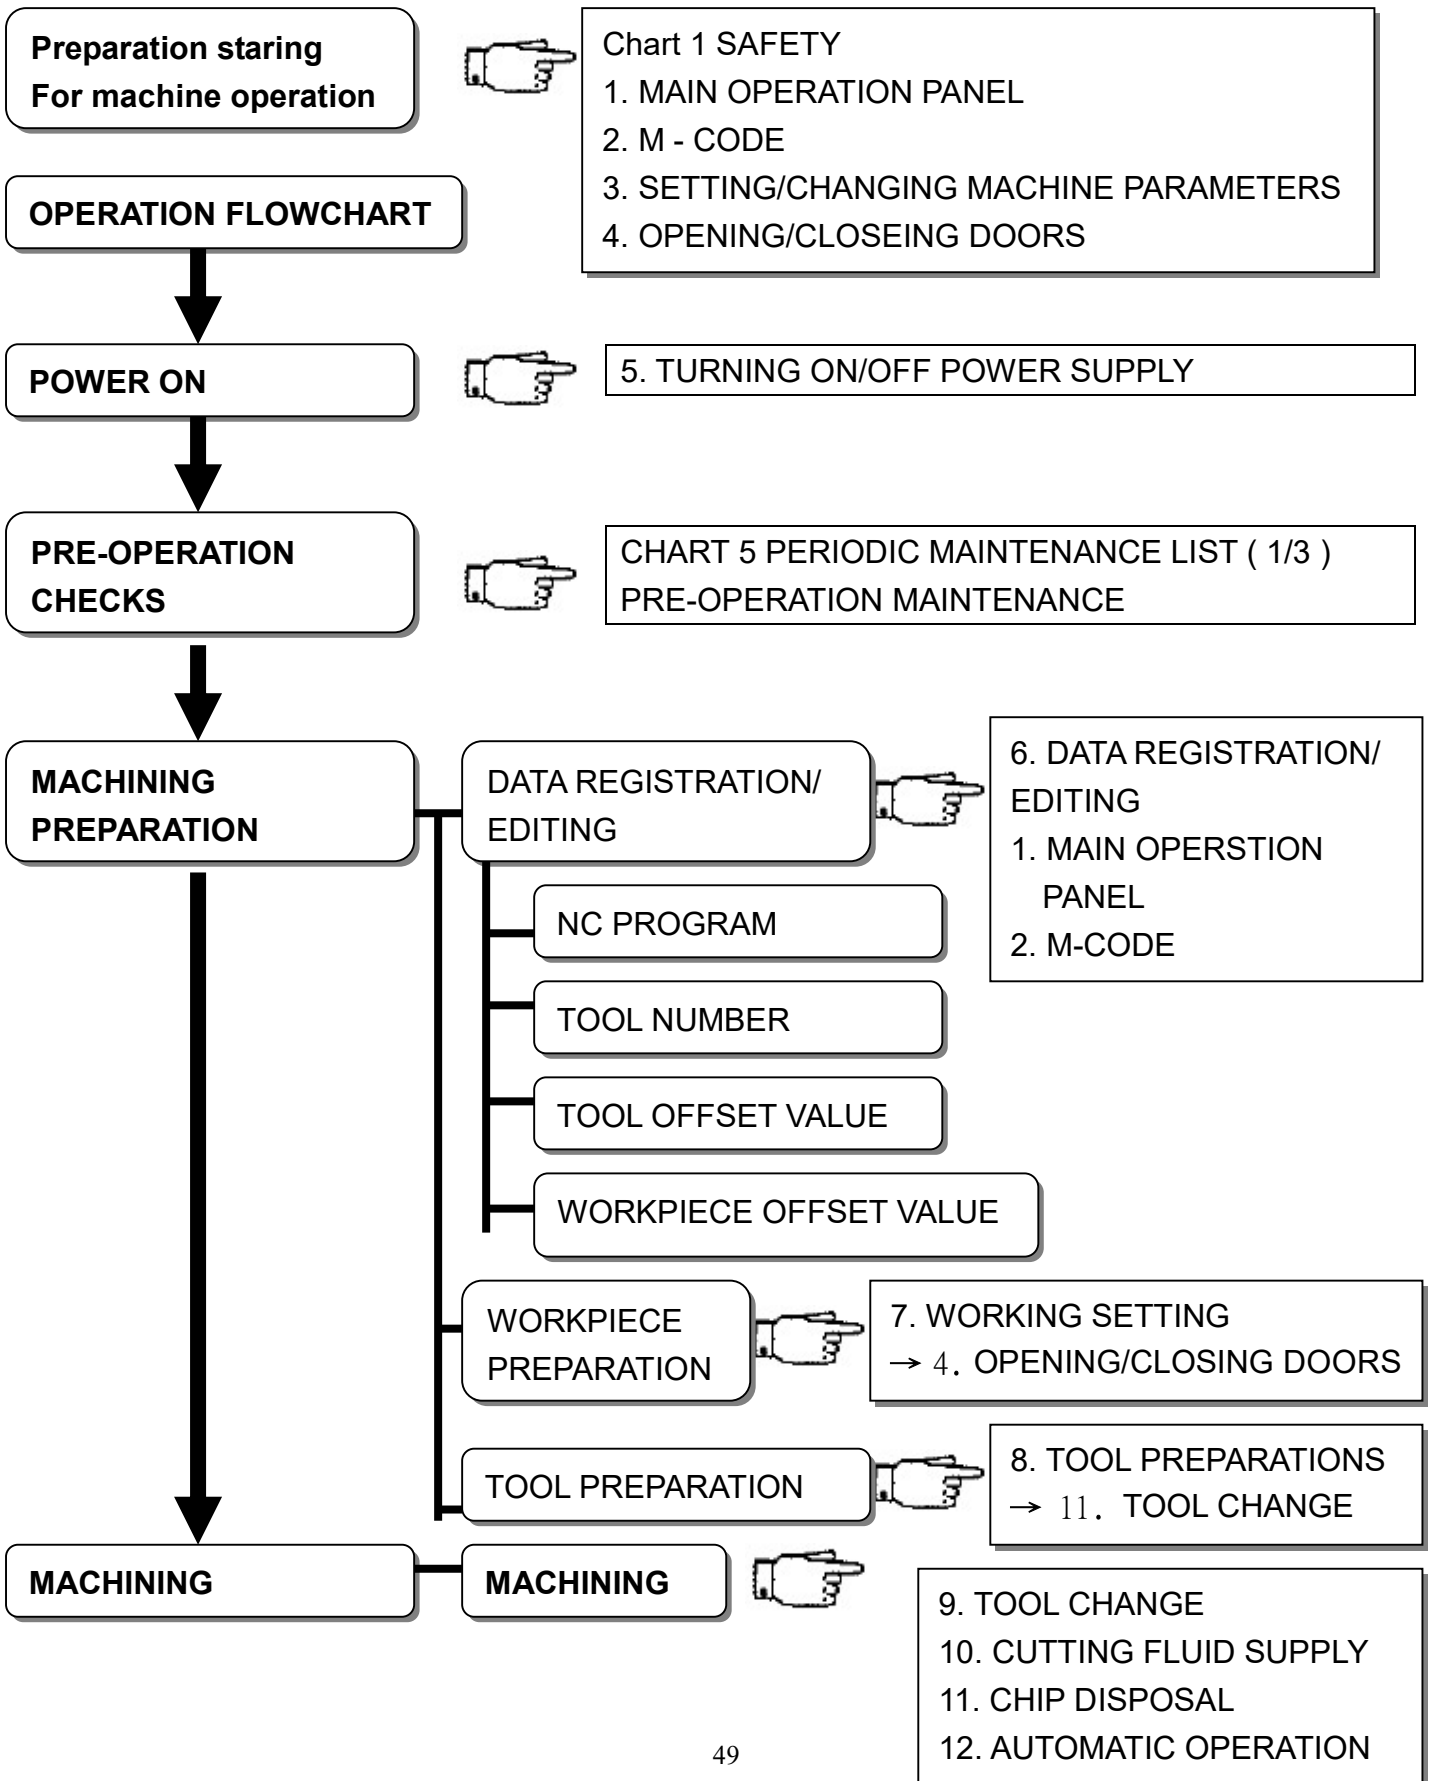 Preparation staring
For machine operation
Chart 1 SAFETY
1. MAIN OPERATION PANEL
2. M - CODE
3. SETTING/CHANGING MACHINE PARAMETERS
4. OPENING/CLOSEING DOORS
OPERATION FLOWCHART
POWER ON
5. TURNING ON/OFF POWER SUPPLY
PRE-OPERATION
CHECKS
CHART 5 PERIODIC MAINTENANCE LIST ( 1/3 )
PRE-OPERATION MAINTENANCE
MACHINING
PREPARATION
DATA REGISTRATION/
EDITING
6. DATA REGISTRATION/
EDITING
1. MAIN OPERSTION
PANEL
2. M-CODE
NC PROGRAM
TOOL NUMBER
TOOL OFFSET VALUE
WORKPIECE OFFSET VALUE
WORKPIECE
PREPARATION
7. WORKING SETTING
→ 4. OPENING/CLOSING DOORS
TOOL PREPARATION
8. TOOL PREPARATIONS
→ 11. TOOL CHANGE
MACHINING
MACHINING
9. TOOL CHANGE
10. CUTTING FLUID SUPPLY
11. CHIP DISPOSAL
12. AUTOMATIC OPERATION
49